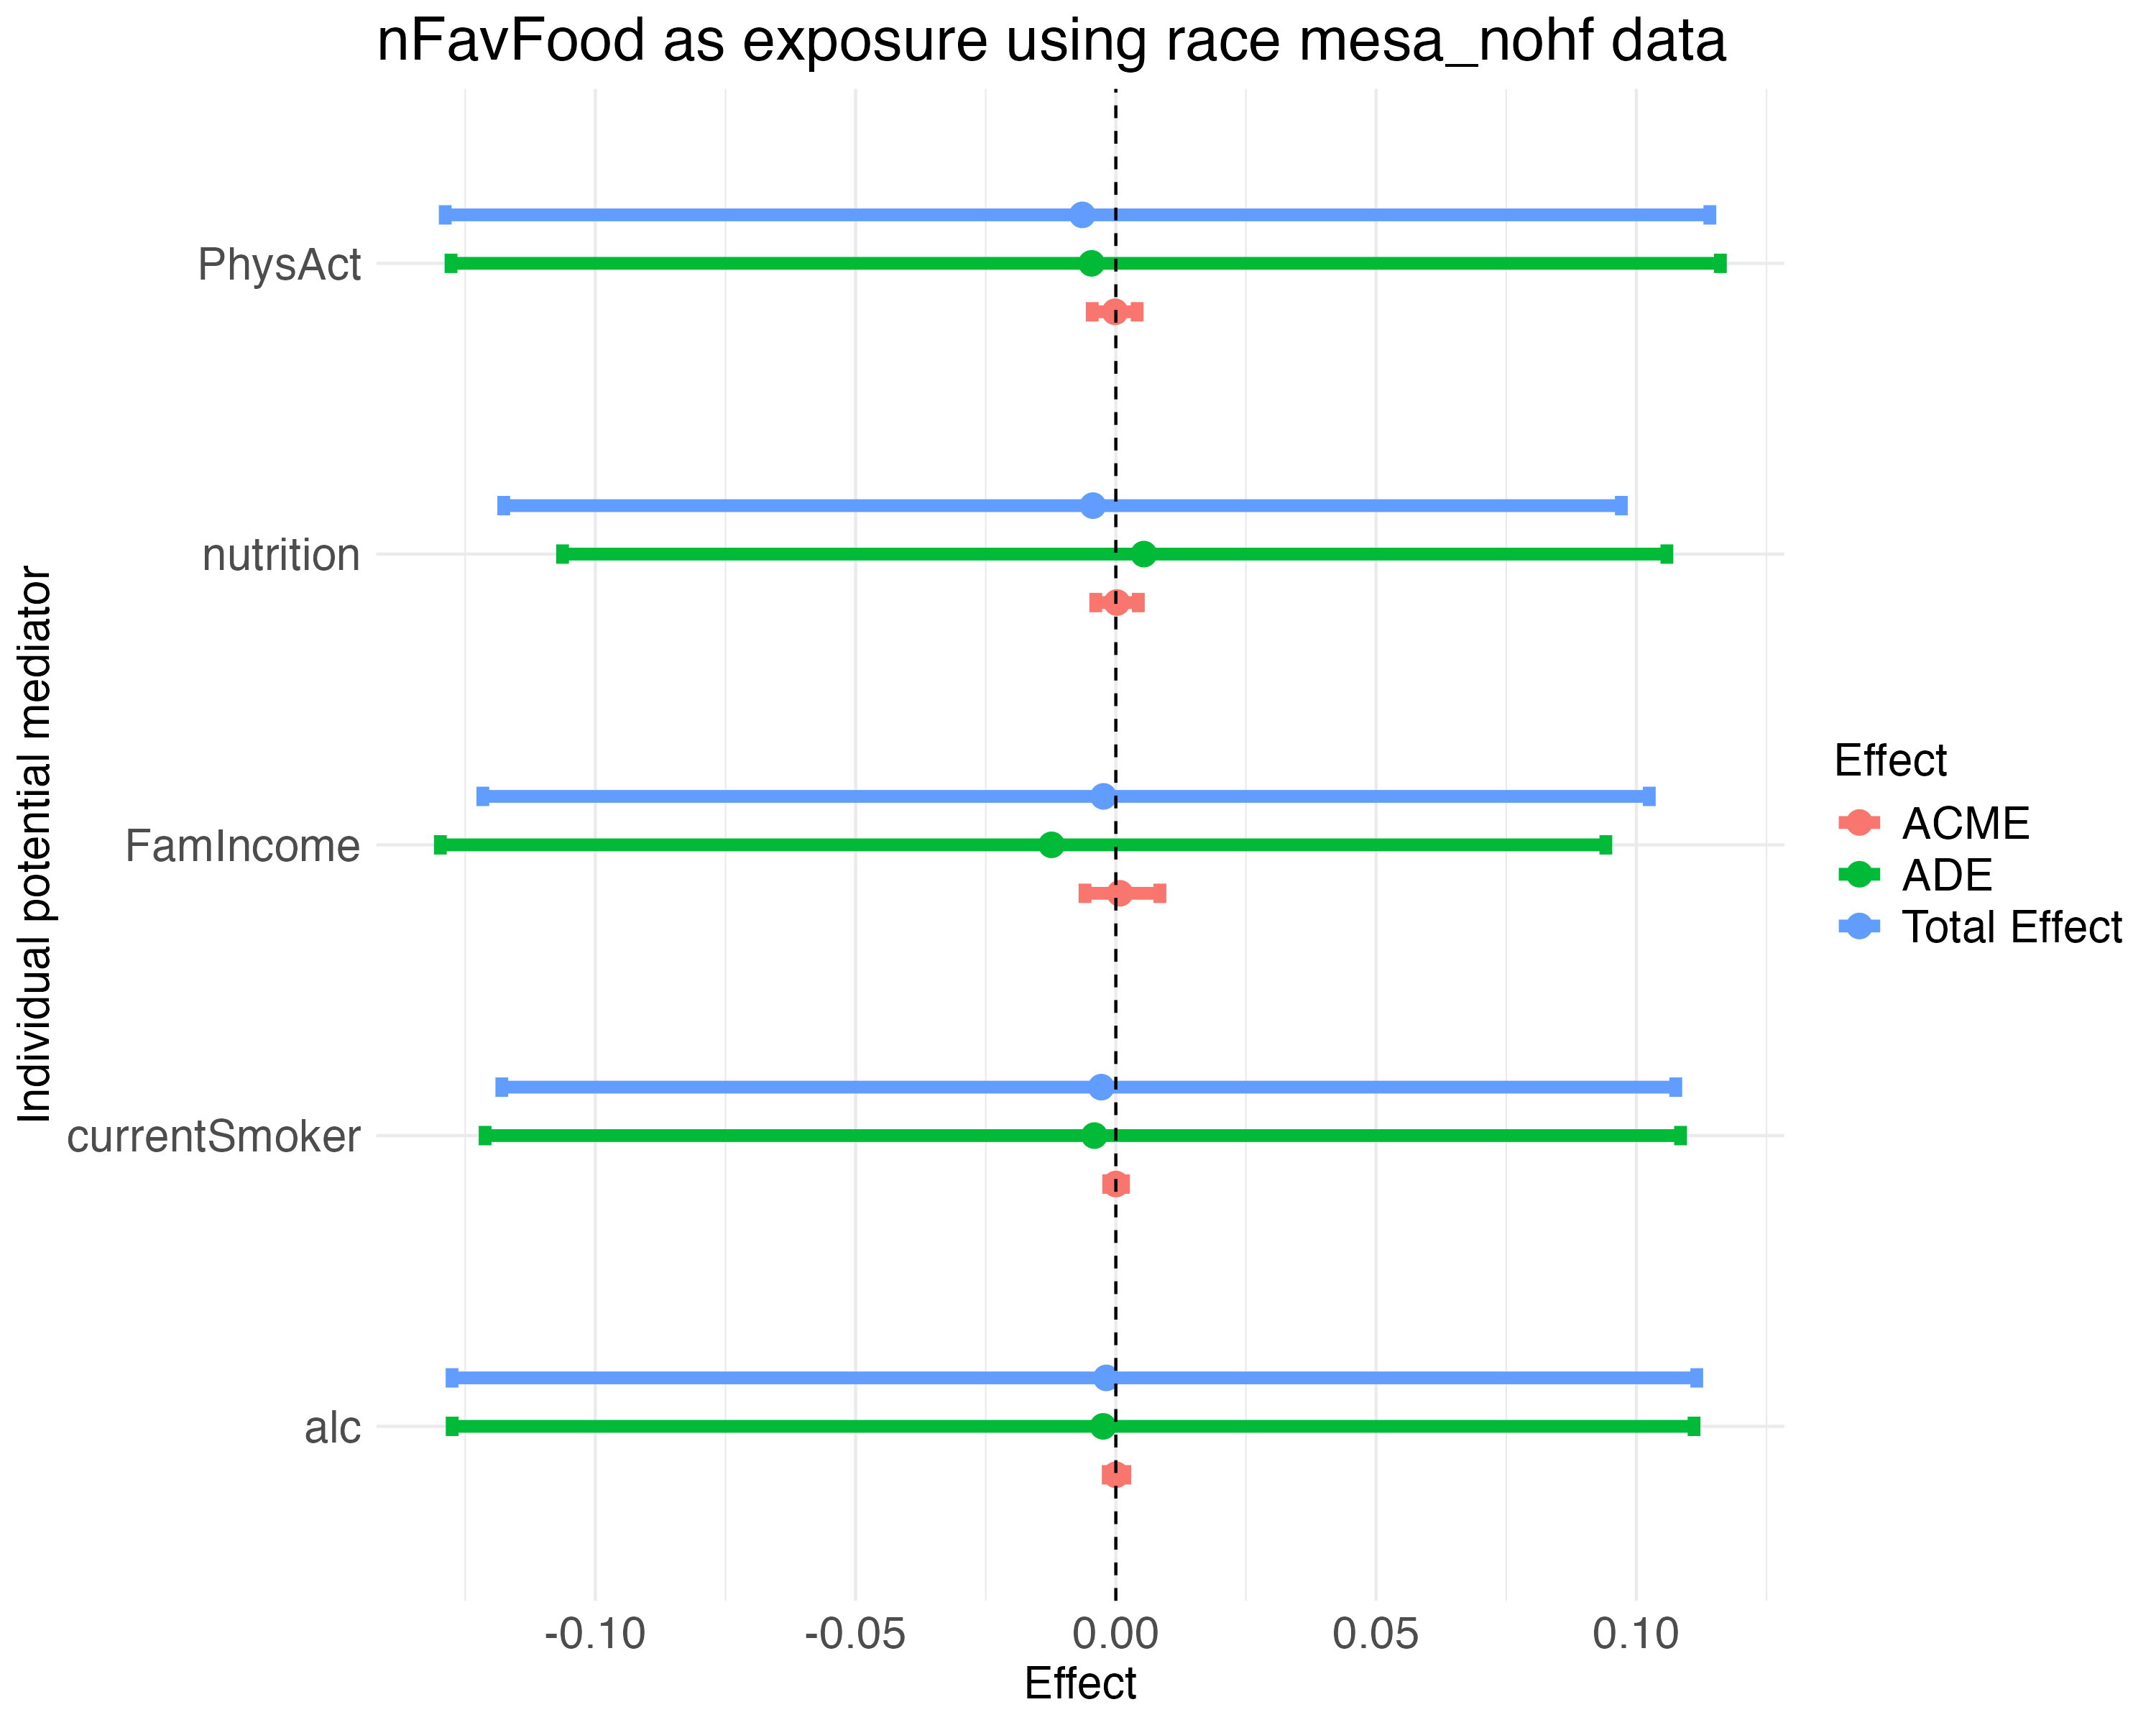 nFavFood as exposure using race mesa_nohf data
Individual potential mediator
PhysAct
nutrition
FamIncome
currentSmoker
alc
-0.10
-0.05
0.00
0.05
0.10
Effect
Effect
ACME
ADE
Total Effect